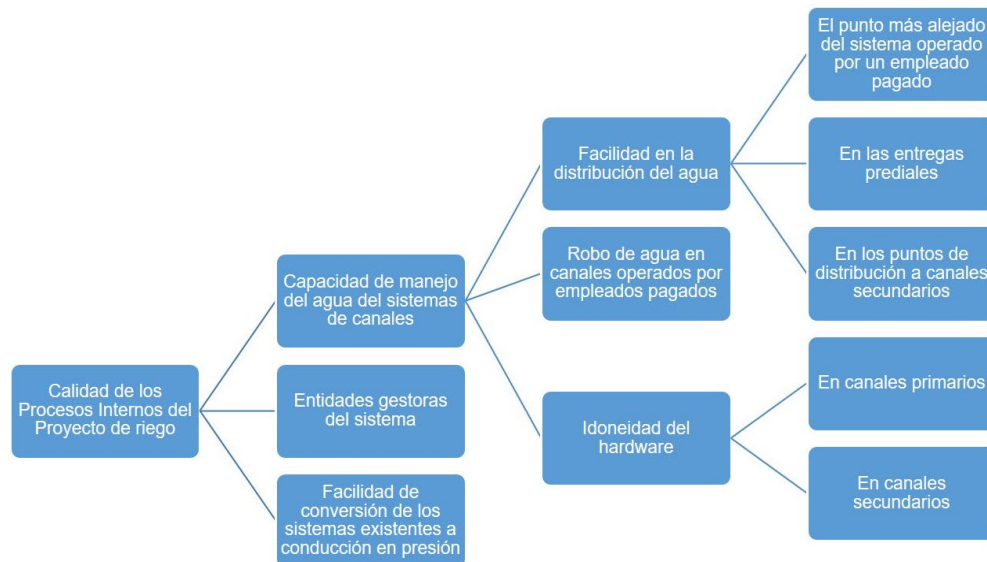 Calidad de los
Procesos Internos del
Proyecto de riego
Capacidad de manejo
del agua del sistemas
de canales
Entidades gestoras
del sistema
Facilidad de
conversión de los
sistemas existentes a
conducción en presión
Facilidad en la
distribución del agua
Robo de agua en
canales operados por
empleados pagados
Idoneidad del
hardware
El punto más alejado
del sistema operado
por un empleado
pagado
En las entregas
prediales
En los puntos de
distribución a canales
secundarios
En canales primarios
En canales
secundarios